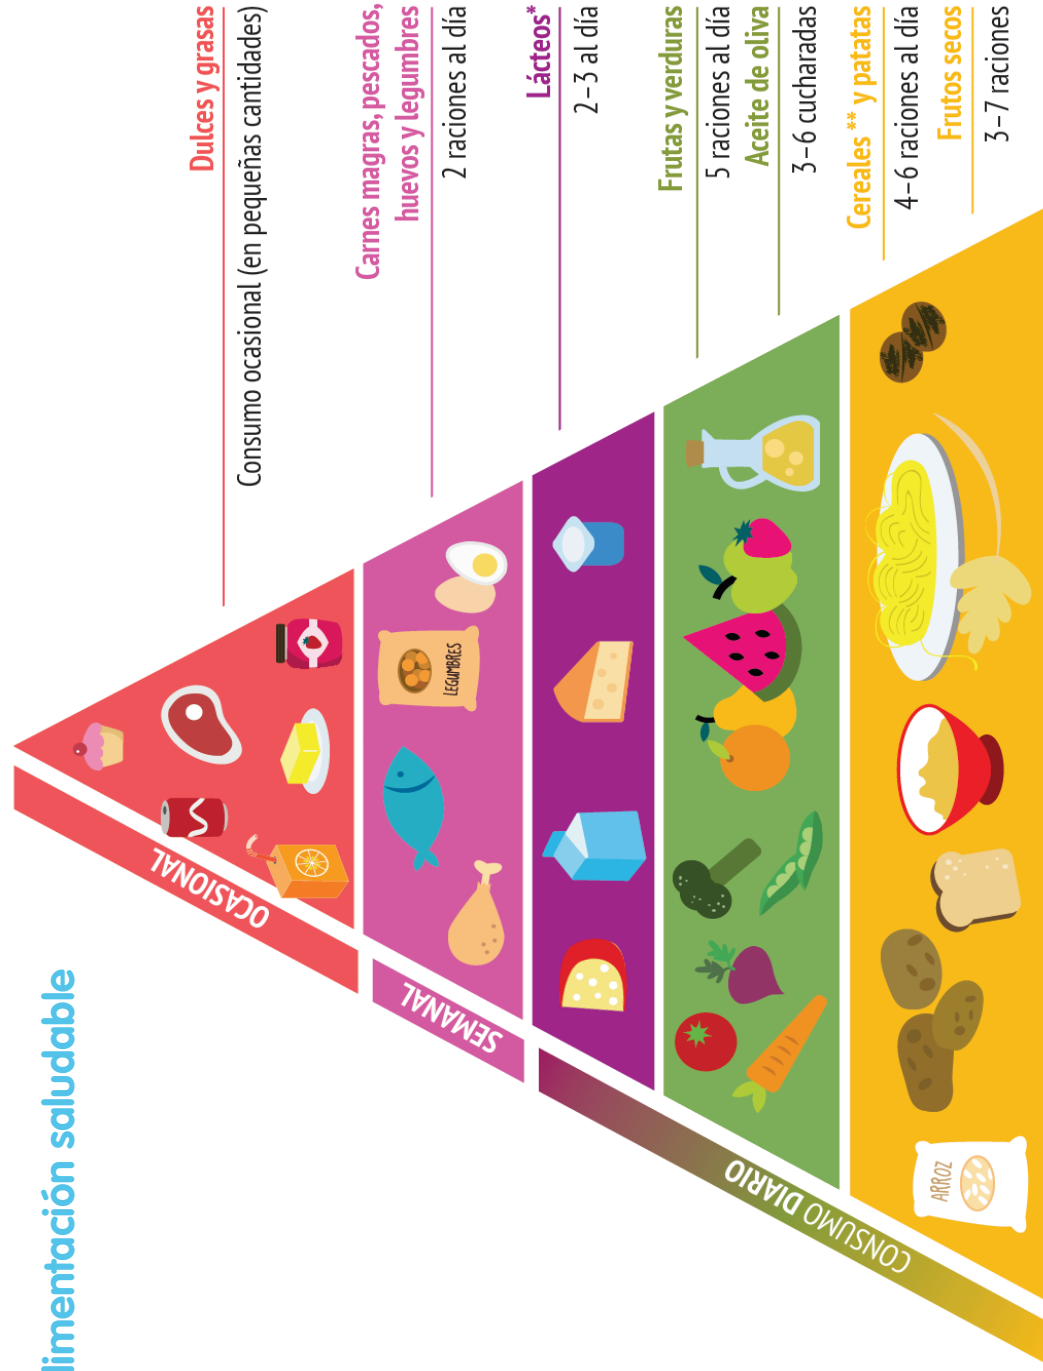 limentación saludable
OCASIONAL
SEMANAL
CONSUMO DIARIO
Dulces y grasas
Consumo ocasional (en pequeñas cantidades)
Carnes magras, pescados,
huevos y legumbres
2 raciones al día
Lácteos*
2-3 al día
Frutas y verduras
5 raciones al día
Aceite de oliva
3-6 cucharadas
Cereales ** y patatas
4-6 raciones al día
Frutos secos
3-7 raciones
LEGUMBRES
ARROZ